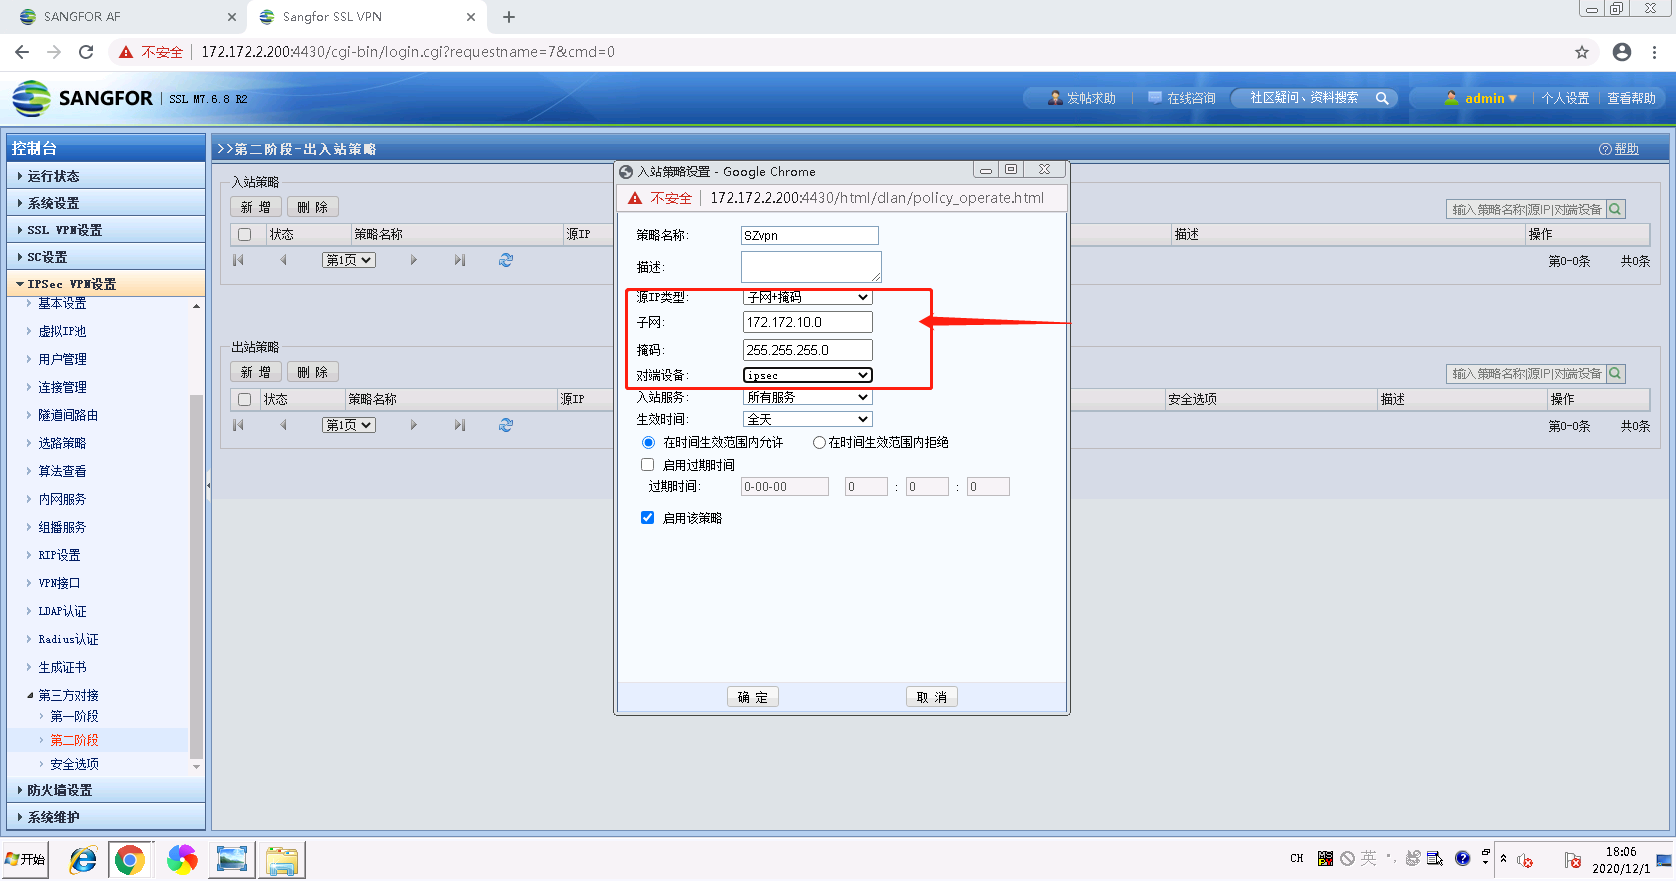 SANGFOR AF
Sangfor SSL VPN
不安全 172.172.2.200:4430/cgi-bin/login.cgi?requestname=7&cmd=0
SANGFOR SSL M7.6.8 R2
发帖求助 在线咨询 社区疑问、资料搜索 admin 个人设置 查看帮助
控制台
运行状态
系统设置
SSL VPN设置
SC设置
IPSec VPN设置
基本设置
虚拟IP池
用户管理
连接管理
隧道间路由
选路策略
算法查看
内网服务
组播服务
RIP设置
VPN接口
LDAP认证
Radius认证
生成证书
第三方对接
第一阶段
第二阶段
安全选项
防火墙设置
系统维护
>>第二阶段-出入站策略 帮助
入站策略
新 增 删 除 输入策略名称|源IP|对端设备
状态 策略名称 源IP 描述 操作
第1页 第0-0条 共0条
出站策略
新 增 删 除 输入策略名称|源IP|对端设备
状态 策略名称 源IP 安全选项 描述 操作
第1页 第0-0条 共0条
入站策略设置 - Google Chrome
不安全 172.172.2.200:4430/html/dlan/policy_operate.html
策略名称: SZvpn
描述:
源IP类型: 子网+掩码
子网: 172.172.10.0
掩码: 255.255.255.0
对端设备: ipsec
入站服务: 所有服务
生效时间: 全天
在时间生效范围内允许 在时间生效范围内拒绝
启用过期时间
过期时间: 0-00-00 0 : 0 : 0
启用该策略
确 定 取 消
开始 CH 英 18:06
2020/12/1